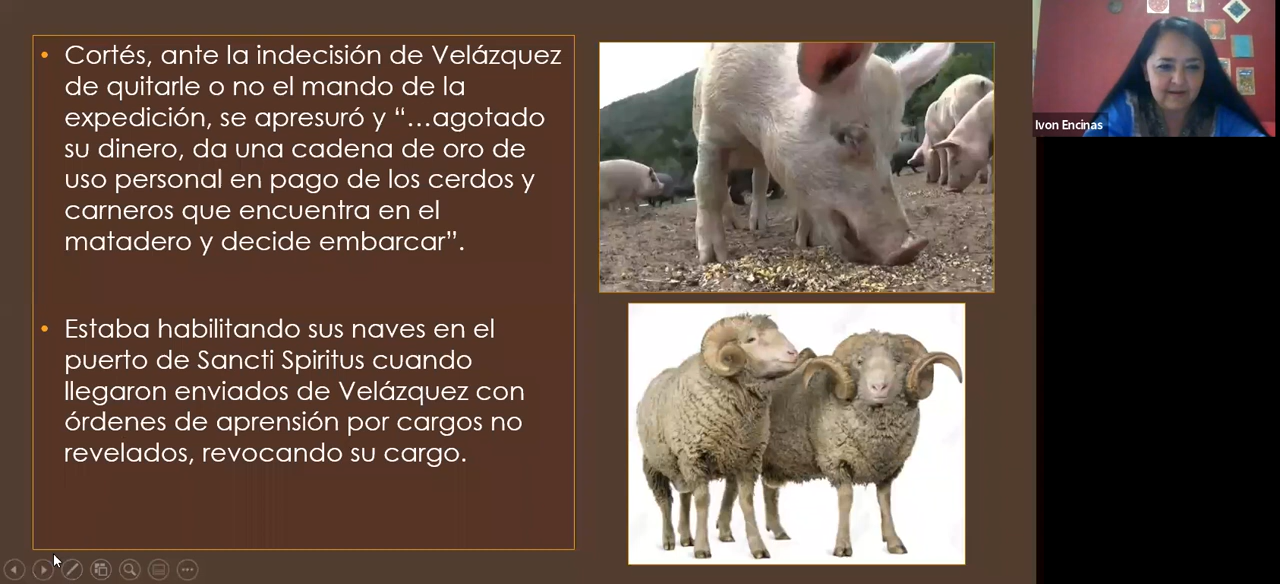 • Cortés, ante la indecisión de Velázquez
de quitarle o no el mando de la
expedición, se apresuró y “…agotado
su dinero, da una cadena de oro de
uso personal en pago de los cerdos y
carneros que encuentra en el
matadero y decide embarcar”.
• Estaba habilitando sus naves en el
puerto de Sancti Spiritus cuando
llegaron enviados de Velázquez con
órdenes de aprensión por cargos no
revelados, revocando su cargo.
Ivon Encinas